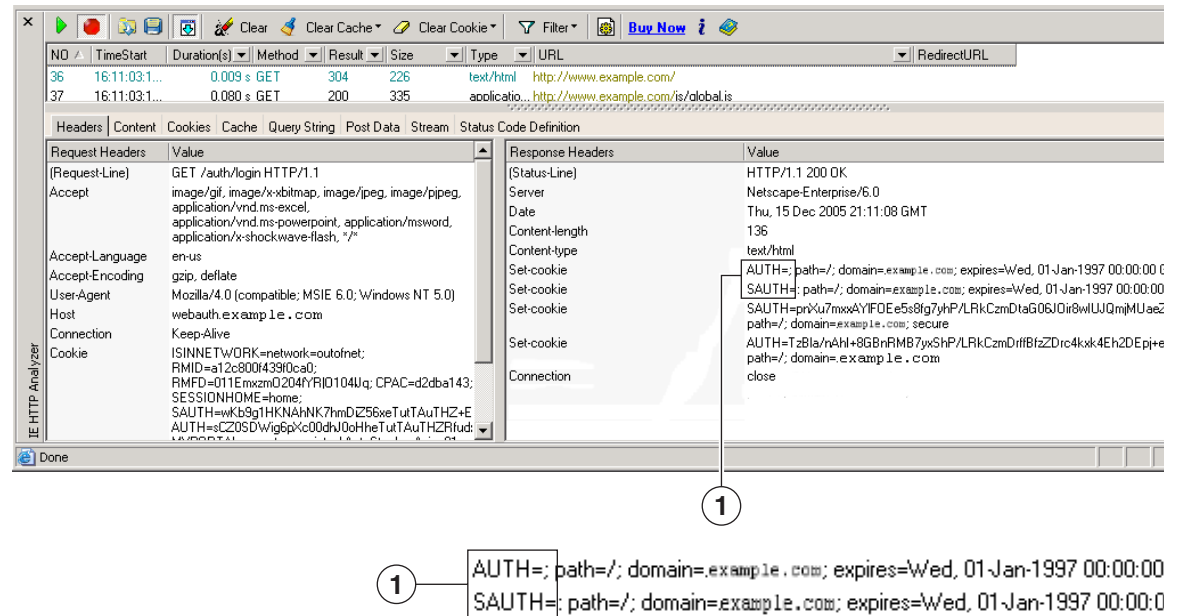 Clear Clear Cache Clear Cookie Filter Buy Now i
NO TimeStart Duration(s) Method Result Size Type URL RedirectURL
36 16:11:03:1... 0.009 s GET 304 226 text/html http://www.example.com/
37 16:11:03:1... 0.080 s GET 200 335 applicatio... http://www.example.com/js/global.js
Headers Content Cookies Cache Query String Post Data Stream Status Code Definition
Request Headers Value
(Request-Line) GET /auth/login HTTP/1.1
Accept image/gif, image/x-xbitmap, image/jpeg, image/pjpeg,
application/vnd.ms-excel,
application/vnd.ms-powerpoint, application/msword,
application/x-shockwave-flash, */*
Accept-Language en-us
Accept-Encoding gzip, deflate
User-Agent Mozilla/4.0 (compatible; MSIE 6.0; Windows NT 5.0)
Host webauth.example.com
Connection Keep-Alive
Cookie ISINNETWORK=network=outofnet;
RMID=a12c800f439f0ca0;
SESSIONHOME=home;
Response Headers Value
(Status-Line) HTTP/1.1 200 OK
Server Netscape-Enterprise/6.0
Date Thu, 15 Dec 2005 21:11:08 GMT
Content-length 136
Content-type text/html
Set-cookie AUTH=; path=/; domain=.example.com; expires=Wed, 01-Jan-1997 00:00:00
Set-cookie SAUTH=; path=/; domain=.example.com; expires=Wed, 01-Jan-1997 00:00:00
Set-cookie
path=/; domain=.example.com; secure
Set-cookie
path=/; domain=.example.com
Connection close
IE HTTP Analyzer
Done
1
1
AUTH=; path=/; domain=.example.com; expires=Wed, 01-Jan-1997 00:00:00
SAUTH=; path=/; domain=.example.com; expires=Wed, 01-Jan-1997 00:00:0